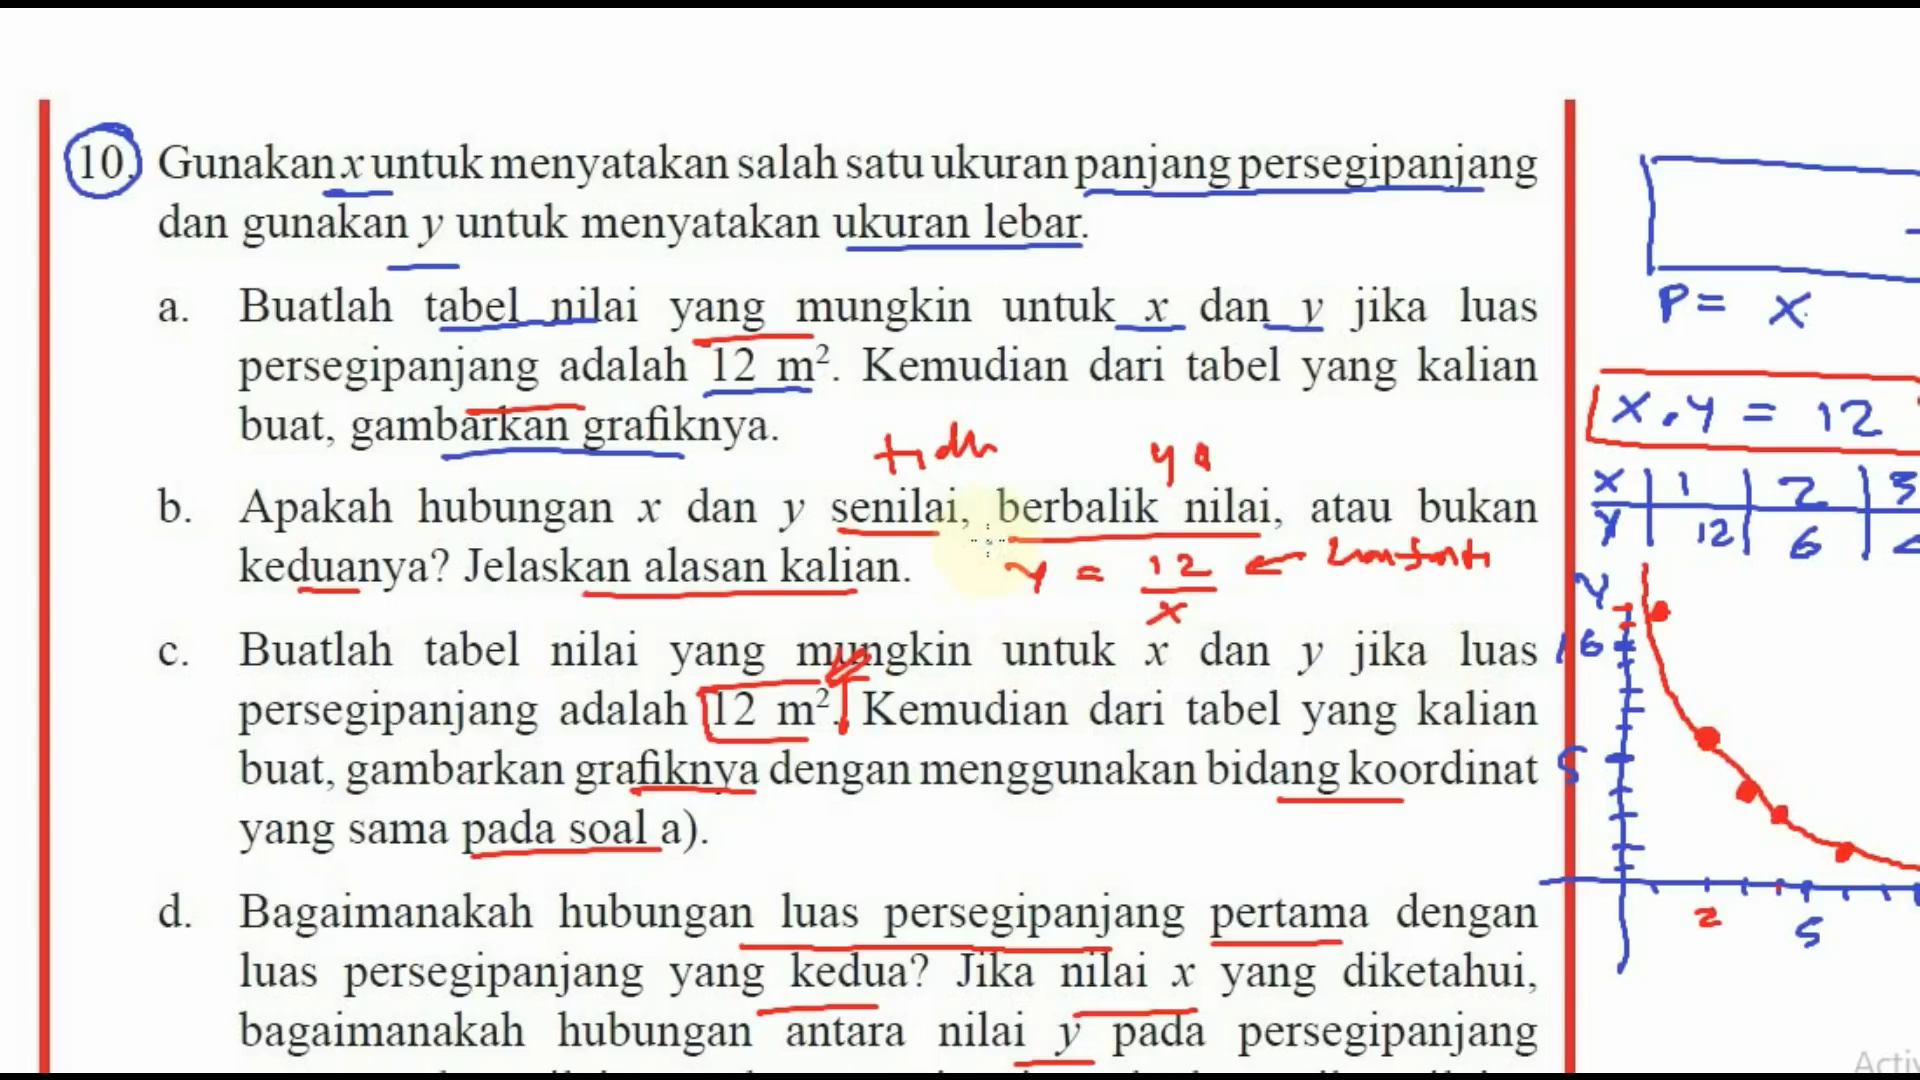 10. Gunakan x untuk menyatakan salah satu ukuran panjang persegipanjang
dan gunakan y untuk menyatakan ukuran lebar.
a. Buatlah tabel nilai yang mungkin untuk x dan y jika luas
persegipanjang adalah 12 m². Kemudian dari tabel yang kalian
buat, gambarkan grafiknya.
ya
b. Apakah hubungan x dan y senilai, berbalik nilai, atau bukan
keduanya? Jelaskan alasan kalian.
y = 12/x
c. Buatlah tabel nilai yang mungkin untuk x dan y jika luas
persegipanjang adalah 12 m². Kemudian dari tabel yang kalian
buat, gambarkan grafiknya dengan menggunakan bidang koordinat
yang sama pada soal a).
d. Bagaimanakah hubungan luas persegipanjang pertama dengan
luas persegipanjang yang kedua? Jika nilai x yang diketahui,
bagaimanakah hubungan antara nilai y pada persegipanjang
P = x
x . y = 12
x 1 2 3
y 12 6
y
5
2 5